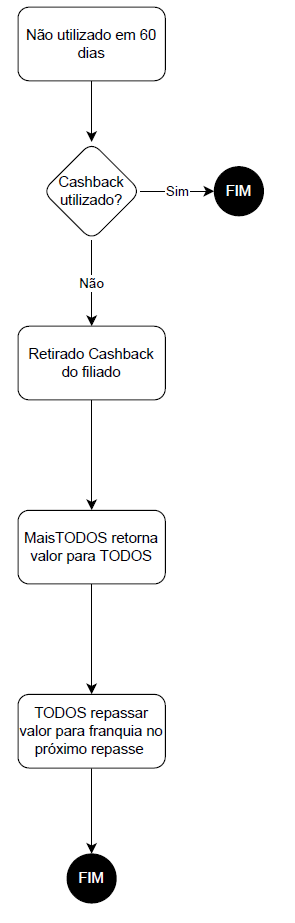 Não utilizado em 60
dias
Cashback
utilizado?
Sim
FIM
Não
Retirado Cashback
do filiado
MaisTODOS retorna
valor para TODOS
TODOS repassar
valor para franquia no
próximo repasse
FIM